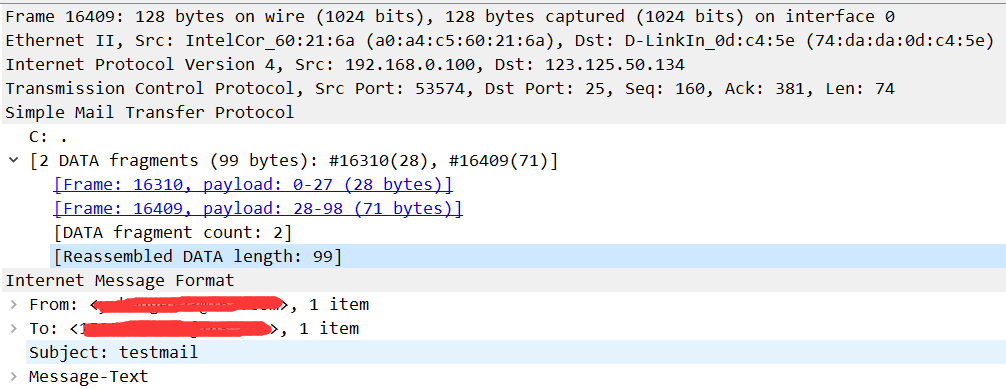 Frame 16409: 128 bytes on wire (1024 bits), 128 bytes captured (1024 bits) on interface 0
Ethernet II, Src: IntelCor_60:21:6a (a0:a4:c5:60:21:6a), Dst: D-LinkIn_0d:c4:5e (74:da:da:0d:c4:5e)
Internet Protocol Version 4, Src: 192.168.0.100, Dst: 123.125.50.134
Transmission Control Protocol, Src Port: 53574, Dst Port: 25, Seq: 160, Ack: 381, Len: 74
Simple Mail Transfer Protocol
C: .
[2 DATA fragments (99 bytes): #16310(28), #16409(71)]
[Frame: 16310, payload: 0-27 (28 bytes)]
[Frame: 16409, payload: 28-98 (71 bytes)]
[DATA fragment count: 2]
[Reassembled DATA length: 99]
Internet Message Format
From: < >, 1 item
To: < >, 1 item
Subject: testmail
Message-Text